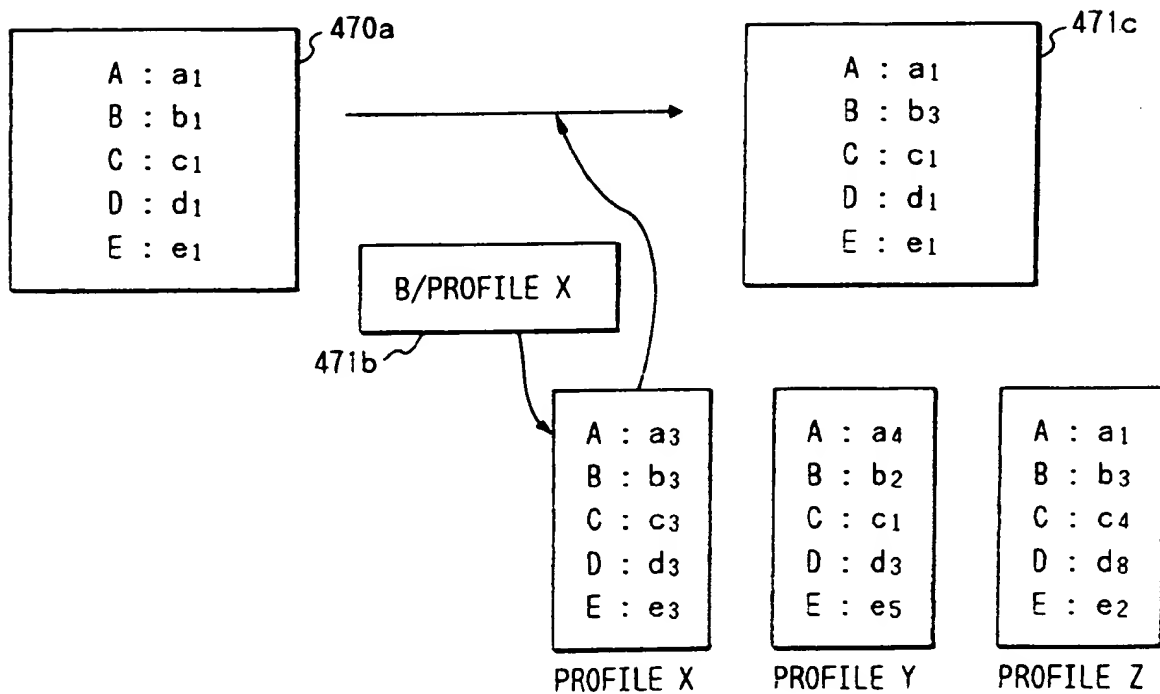 470a
A : a1
B : b1
C : c1
D : d1
E : e1
471c
A : a1
B : b3
C : c1
D : d1
E : e1
B/PROFILE X
471b
A : a3
B : b3
C : c3
D : d3
E : e3
PROFILE X
A : a4
B : b2
C : c1
D : d3
E : e5
PROFILE Y
A : a1
B : b3
C : c4
D : d8
E : e2
PROFILE Z